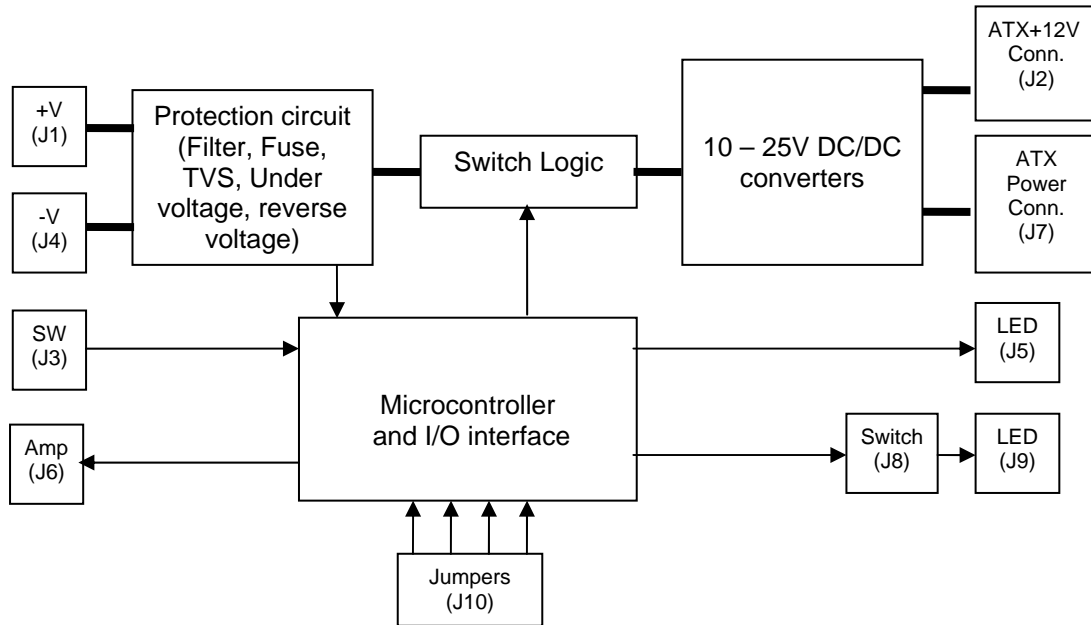 ATX+12V
Conn.
(J2)
+V
(J1)
Protection circuit
(Filter, Fuse,
TVS, Under
voltage, reverse
voltage)
Switch Logic
10 – 25V DC/DC
converters
ATX
Power
Conn.
(J7)
-V
(J4)
SW
(J3)
Microcontroller
and I/O interface
LED
(J5)
Amp
(J6)
Switch
(J8)
LED
(J9)
Jumpers
(J10)